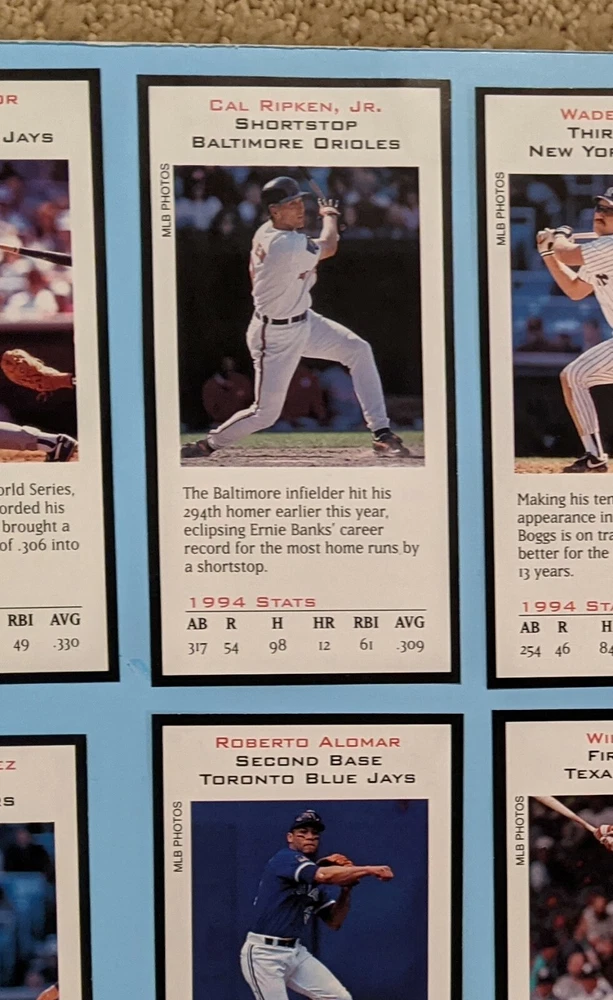 OR
JAYS
orld Series,
orded his
brought a
of .306 into
RBI AVG
49 .330
CAL RIPKEN, JR.
SHORTSTOP
BALTIMORE ORIOLES
MLB PHOTOS
The Baltimore infielder hit his
294th homer earlier this year,
eclipsing Ernie Banks' career
record for the most home runs by
a shortstop.
1994 STATS
AB R H HR RBI AVG
317 54 98 12 61 .309
WADE
THIR
NEW YOR
MLB PHOTOS
Making his ten
appearance in
Boggs is on tra
better for the
13 years.
1994 STA
AB R H
254 46 84
EZ
RS
ROBERTO ALOMAR
SECOND BASE
TORONTO BLUE JAYS
MLB PHOTOS
WI
FIR
TEXA
MLB PHOTOS